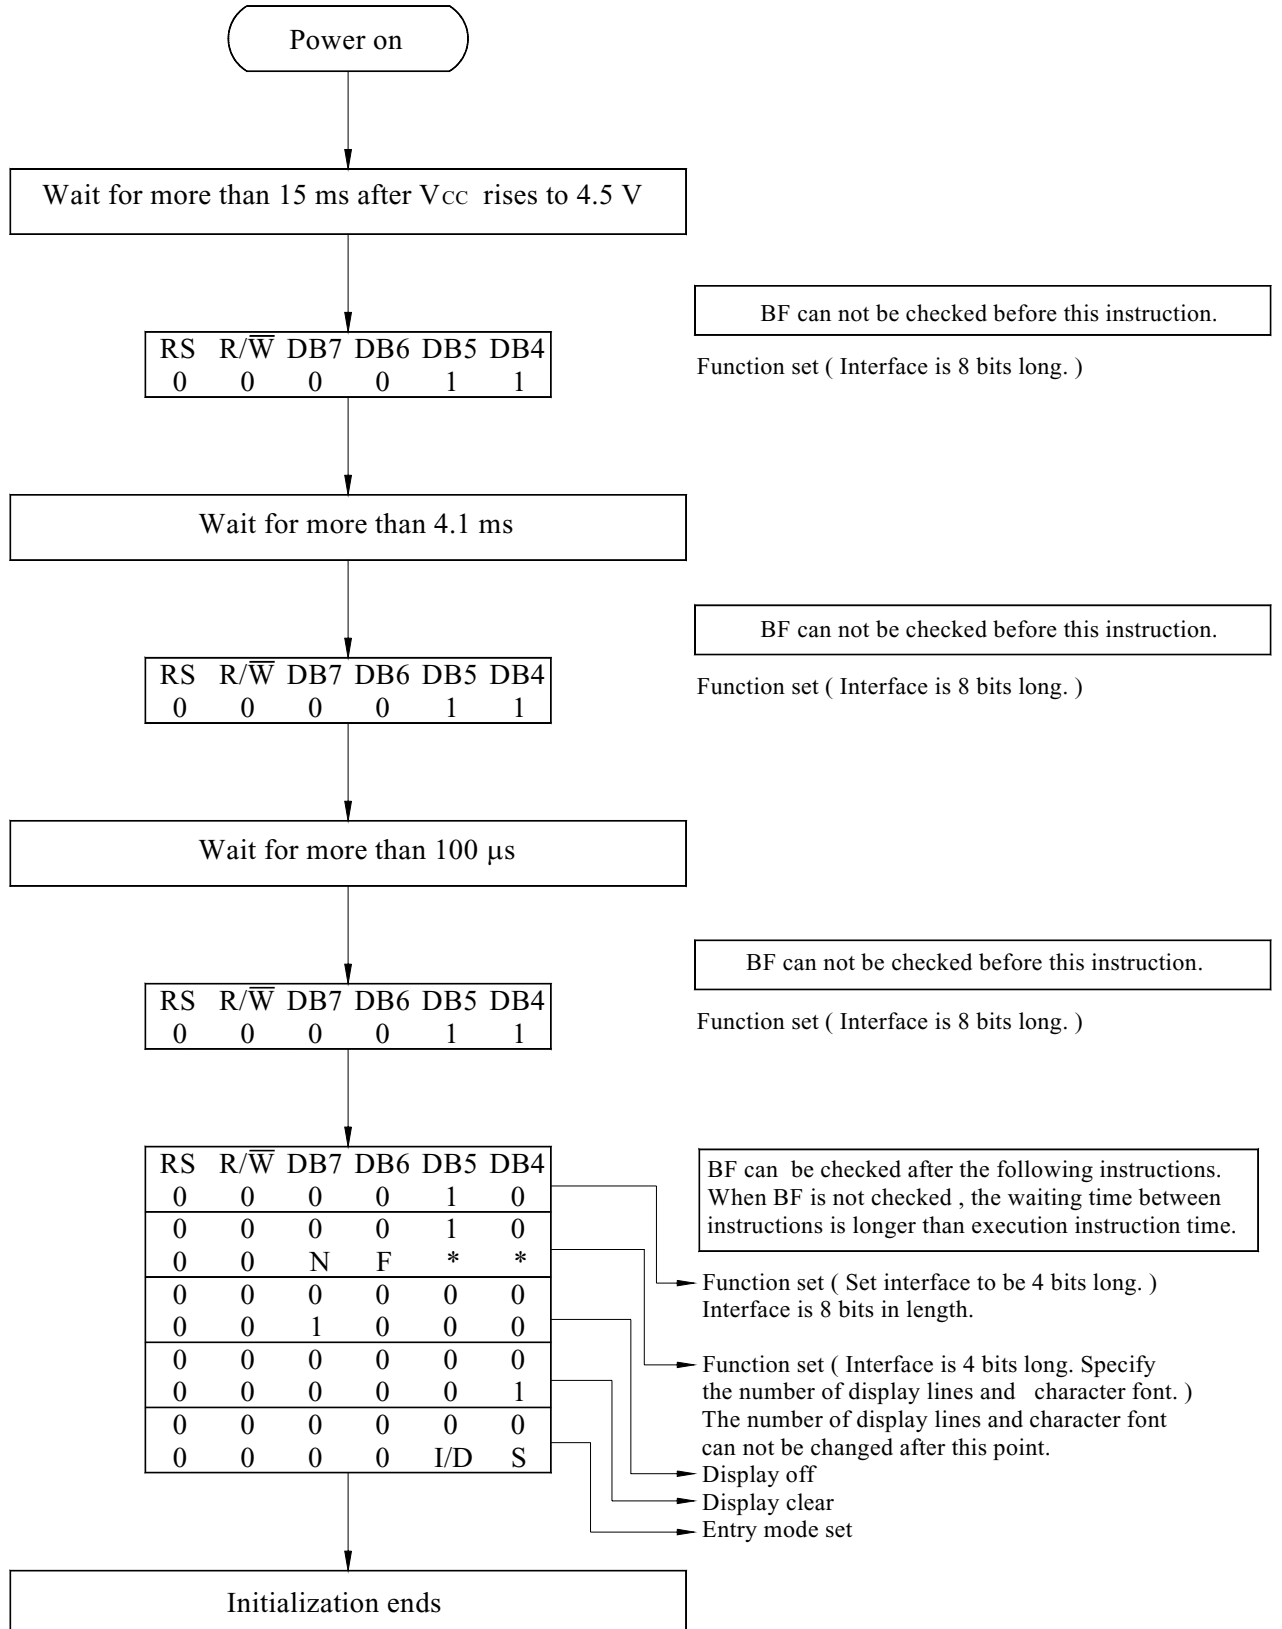 Power on
Wait for more than 15 ms after VCC rises to 4.5 V
BF can not be checked before this instruction.
RS R/W̅ DB7 DB6 DB5 DB4
0 0 0 0 1 1
Function set ( Interface is 8 bits long. )
Wait for more than 4.1 ms
BF can not be checked before this instruction.
RS R/W̅ DB7 DB6 DB5 DB4
0 0 0 0 1 1
Function set ( Interface is 8 bits long. )
Wait for more than 100 µs
BF can not be checked before this instruction.
RS R/W̅ DB7 DB6 DB5 DB4
0 0 0 0 1 1
Function set ( Interface is 8 bits long. )
RS R/W̅ DB7 DB6 DB5 DB4
0 0 0 0 1 0
0 0 0 0 1 0
0 0 N F * *
0 0 0 0 0 0
0 0 1 0 0 0
0 0 0 0 0 0
0 0 0 0 0 1
0 0 0 0 0 0
0 0 0 0 I/D S
BF can be checked after the following instructions.
When BF is not checked , the waiting time between
instructions is longer than execution instruction time.
Function set ( Set interface to be 4 bits long. )
Interface is 8 bits in length.
Function set ( Interface is 4 bits long. Specify
the number of display lines and character font. )
The number of display lines and character font
can not be changed after this point.
Display off
Display clear
Entry mode set
Initialization ends